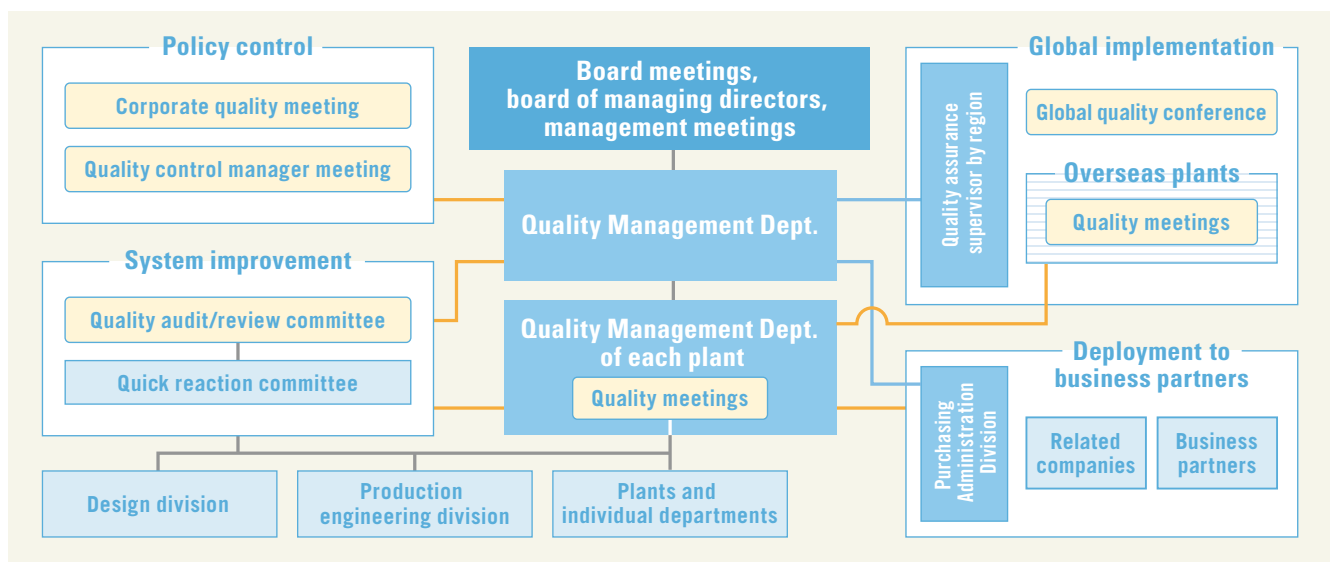 Policy control
Corporate quality meeting
Quality control manager meeting
System improvement
Quality audit/review committee
Quick reaction committee
Board meetings,
board of managing directors,
management meetings
Quality Management Dept.
Quality Management Dept.
of each plant
Quality meetings
Design division
Production
engineering division
Plants and
individual departments
Global implementation
Quality assurance
supervisor by region
Global quality conference
Overseas plants
Quality meetings
Deployment to
business partners
Purchasing
Administration
Division
Related
companies
Business
partners